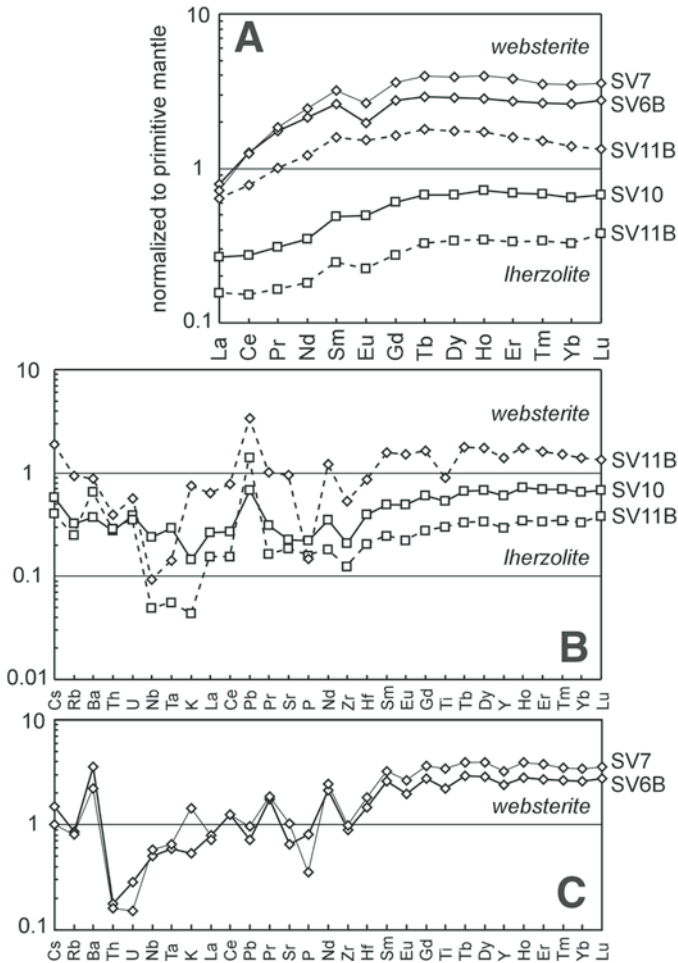 10
A
websterite
SV7
SV6B
1
SV11B
SV10
SV11B
lherzolite
0.1
normalized to primitive mantle
La Ce Pr Nd Sm Eu Gd Tb Dy Ho Er Tm Yb Lu
10
B
websterite
1
SV11B
SV10
SV11B
lherzolite
0.1
0.01
Cs Rb Ba Th U Nb Ta K La Ce Pb Pr Sr P Nd Zr Hf Sm Eu Gd Ti Tb Dy Y Ho Er Tm Yb Lu
10
SV7
SV6B
websterite
1
C
0.1
Cs Rb Ba Th U Nb Ta K La Ce Pb Pr Sr P Nd Zr Hf Sm Eu Gd Ti Tb Dy Y Ho Er Tm Yb Lu